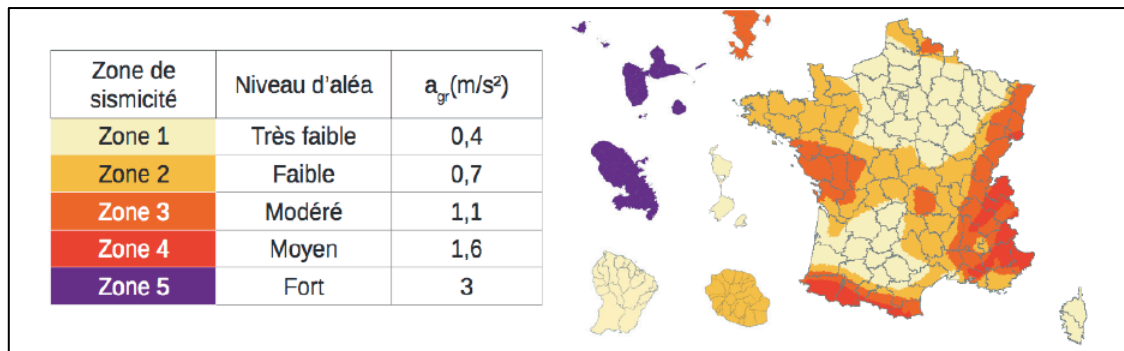 Zone de sismicité Niveau d'aléa a_gr(m/s²)
Zone 1 Très faible 0,4
Zone 2 Faible 0,7
Zone 3 Modéré 1,1
Zone 4 Moyen 1,6
Zone 5 Fort 3